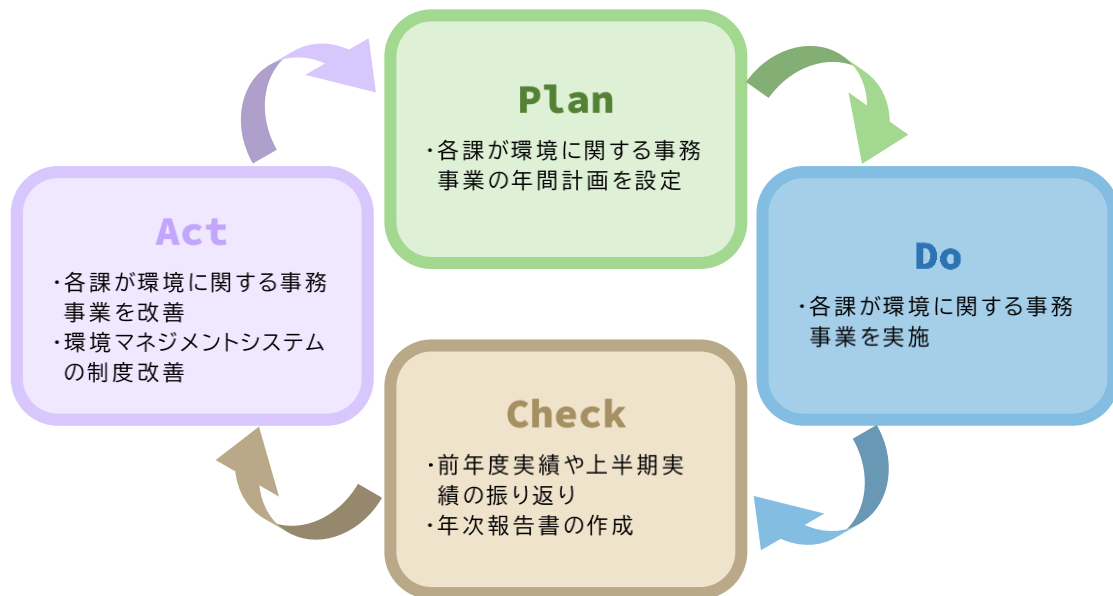 Plan
・各課が環境に関する事務
事業の年間計画を設定
Act
・各課が環境に関する事務
事業を改善
・環境マネジメントシステム
の制度改善
Do
・各課が環境に関する事務
事業を実施
Check
・前年度実績や上半期実
績の振り返り
・年次報告書の作成